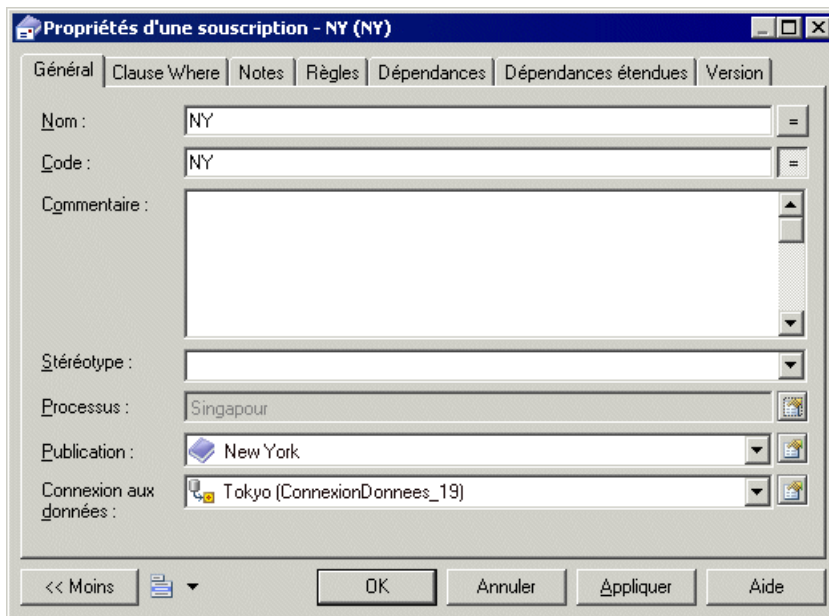 Propriétés d'une souscription - NY (NY)
Général Clause Where Notes Règles Dépendances Dépendances étendues Version
Nom : NY =
Code : NY =
Commentaire :
Stéréotype :
Processus : Singapour
Publication : New York
Connexion aux données : Tokyo (ConnexionDonnees_19)
<< Moins OK Annuler Appliquer Aide